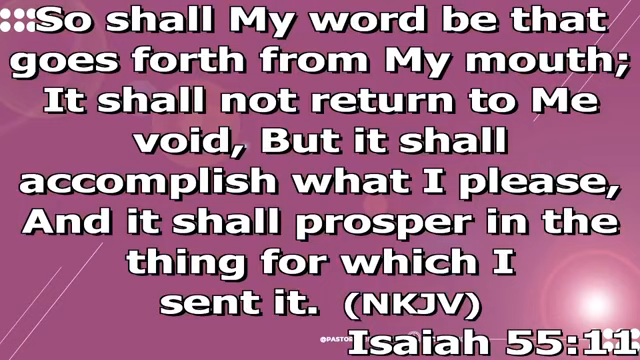 So shall My word be that
goes forth from My mouth;
It shall not return to Me
void, But it shall
accomplish what I please,
And it shall prosper in the
thing for which I
sent it. (NKJV)
@PASTOR
Isaiah 55:11